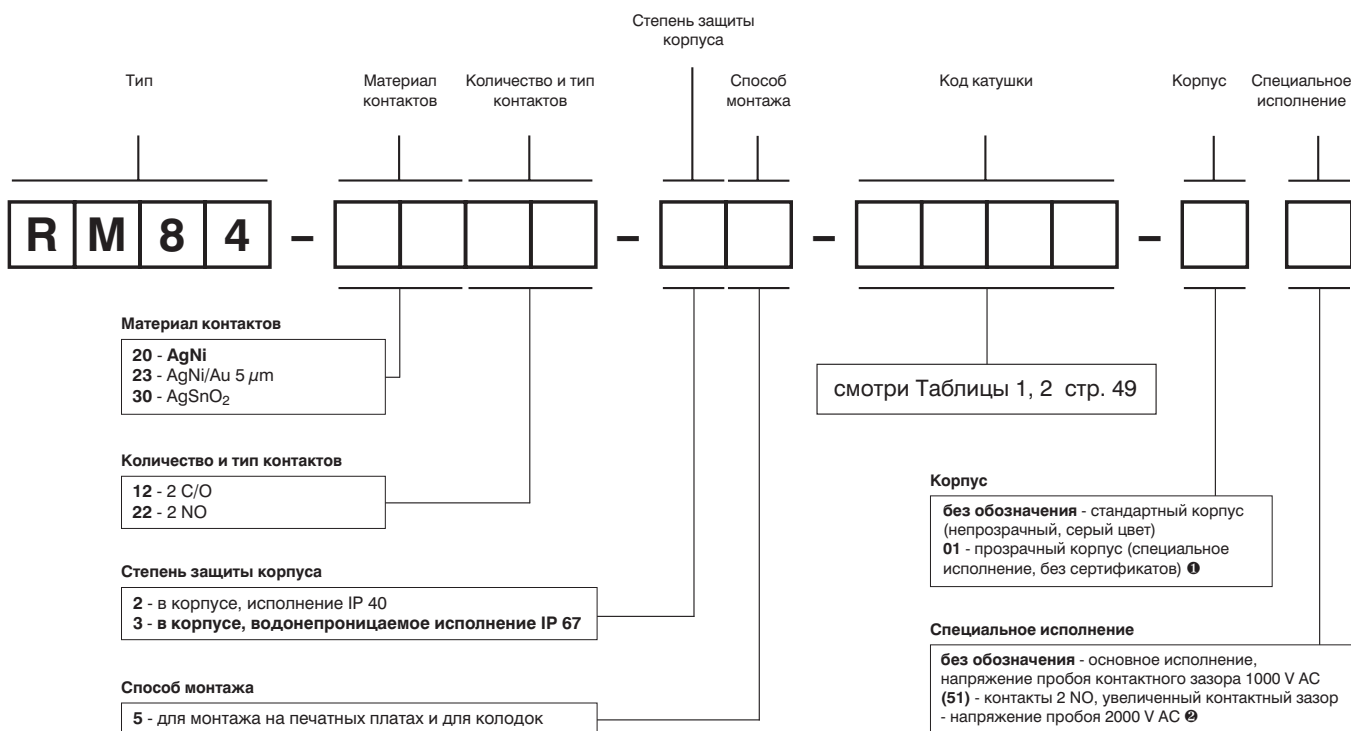 Степень защиты
корпуса
Тип
Материал
контактов
Количество и тип
контактов
Способ
монтажа
Код катушки
Корпус
Специальное
исполнение
R M 8 4 – – – –
Материал контактов
20 - AgNi
23 - AgNi/Au 5 µm
30 - AgSnO₂
смотри Таблицы 1, 2 стр. 49
Количество и тип контактов
12 - 2 C/O
22 - 2 NO
Корпус
без обозначения - стандартный корпус
(непрозрачный, серый цвет)
01 - прозрачный корпус (специальное
исполнение, без сертификатов) ❶
Степень защиты корпуса
2 - в корпусе, исполнение IP 40
3 - в корпусе, водонепроницаемое исполнение IP 67
Специальное исполнение
без обозначения - основное исполнение,
напряжение пробоя контактного зазора 1000 V AC
(51) - контакты 2 NO, увеличенный контактный зазор
- напряжение пробоя 2000 V AC ❷
Способ монтажа
5 - для монтажа на печатных платах и для колодок